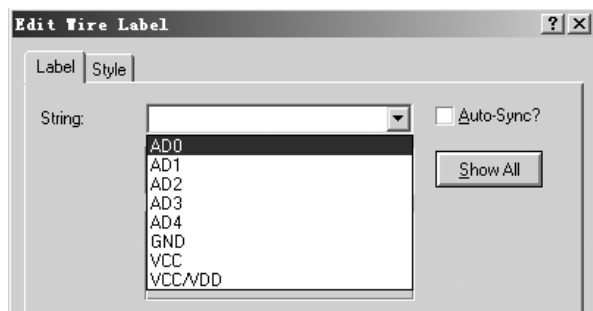 Edit Wire Label ? ×
Label Style
String: Auto-Sync?
AD0
Show All
AD1
AD2
AD3
AD4
GND
VCC
VCC/VDD